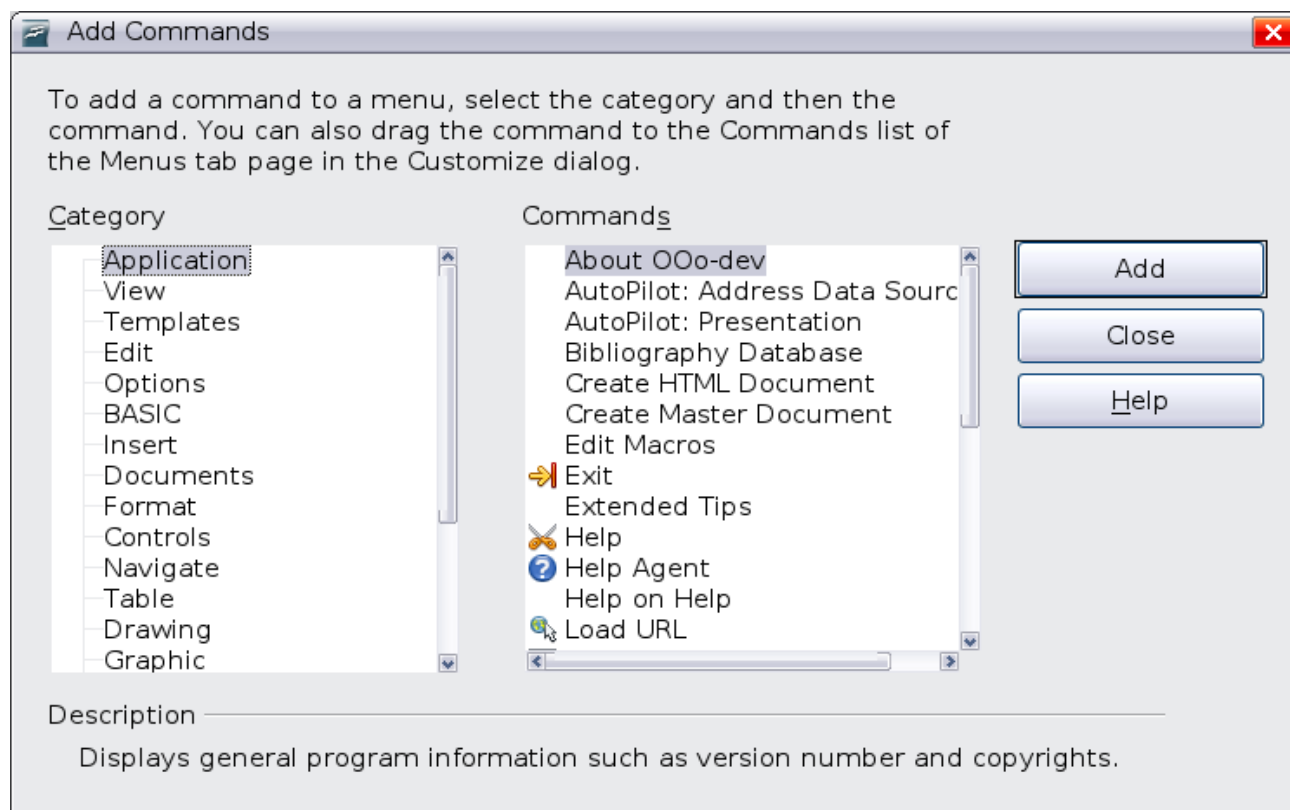 Add Commands
To add a command to a menu, select the category and then the
command. You can also drag the command to the Commands list of
the Menus tab page in the Customize dialog.
Category
Application
View
Templates
Edit
Options
BASIC
Insert
Documents
Format
Controls
Navigate
Table
Drawing
Graphic
Commands
About OOo-dev
AutoPilot: Address Data Sourc
AutoPilot: Presentation
Bibliography Database
Create HTML Document
Create Master Document
Edit Macros
Exit
Extended Tips
Help
Help Agent
Help on Help
Load URL
Add
Close
Help
Description
Displays general program information such as version number and copyrights.